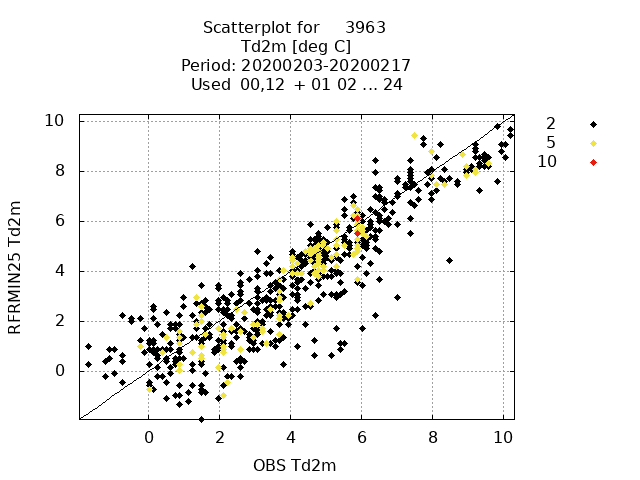 Scatterplot for 3963
Td2m [deg C]
Period: 20200203-20200217
Used 00,12 + 01 02 ... 24
10
8
6
4
2
0
0 2 4 6 8 10
RFRMIN25 Td2m
OBS Td2m
2
5
10